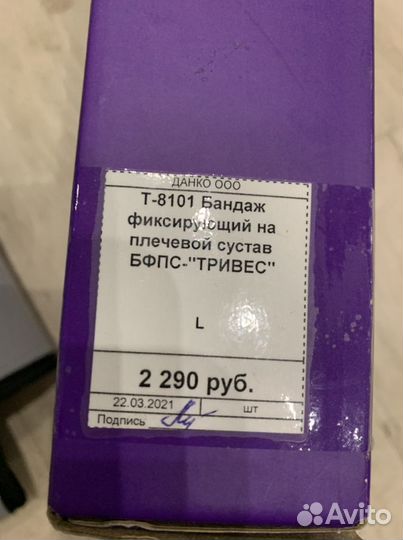 ДАНКО ООО
Т-8101 Бандаж
фиксирующий на
плечевой сустав
БФПС-"ТРИВЕС"
L
2 290 руб.
22.03.2021 шт
Подпись
Avito